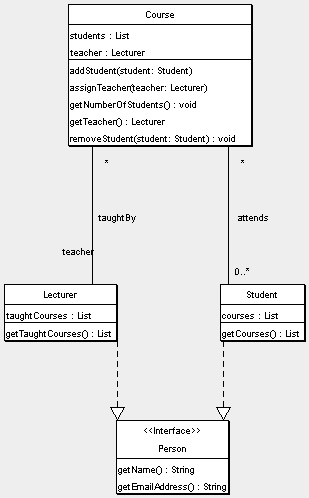 Course
students : List
teacher : Lecturer
addStudent(student: Student)
assignTeacher(teacher: Lecturer)
getNumberOfStudents() : void
getTeacher() : Lecturer
removeStudent(student: Student) : void
* *
taughtBy attends
teacher
0..*
Lecturer
taughtCourses : List
getTaughtCourses() : List
Student
courses : List
getCourses() : List
<<Interface>>
Person
getName() : String
getEmailAddress() : String